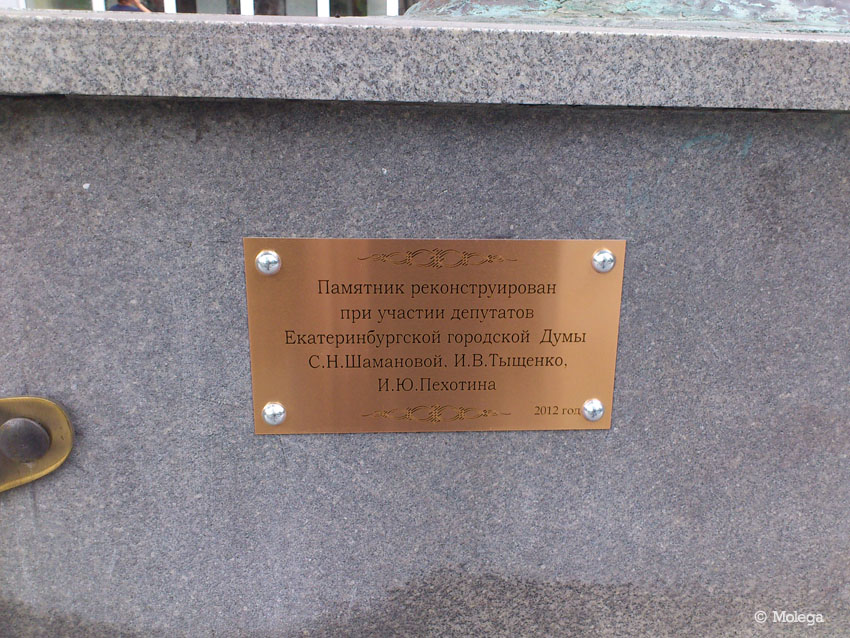 Памятник реконструирован
при участии депутатов
Екатеринбургской городской Думы
С.Н.Шамановой, И.В.Тыщенко,
И.Ю.Пехотина
2012 год
© Molega